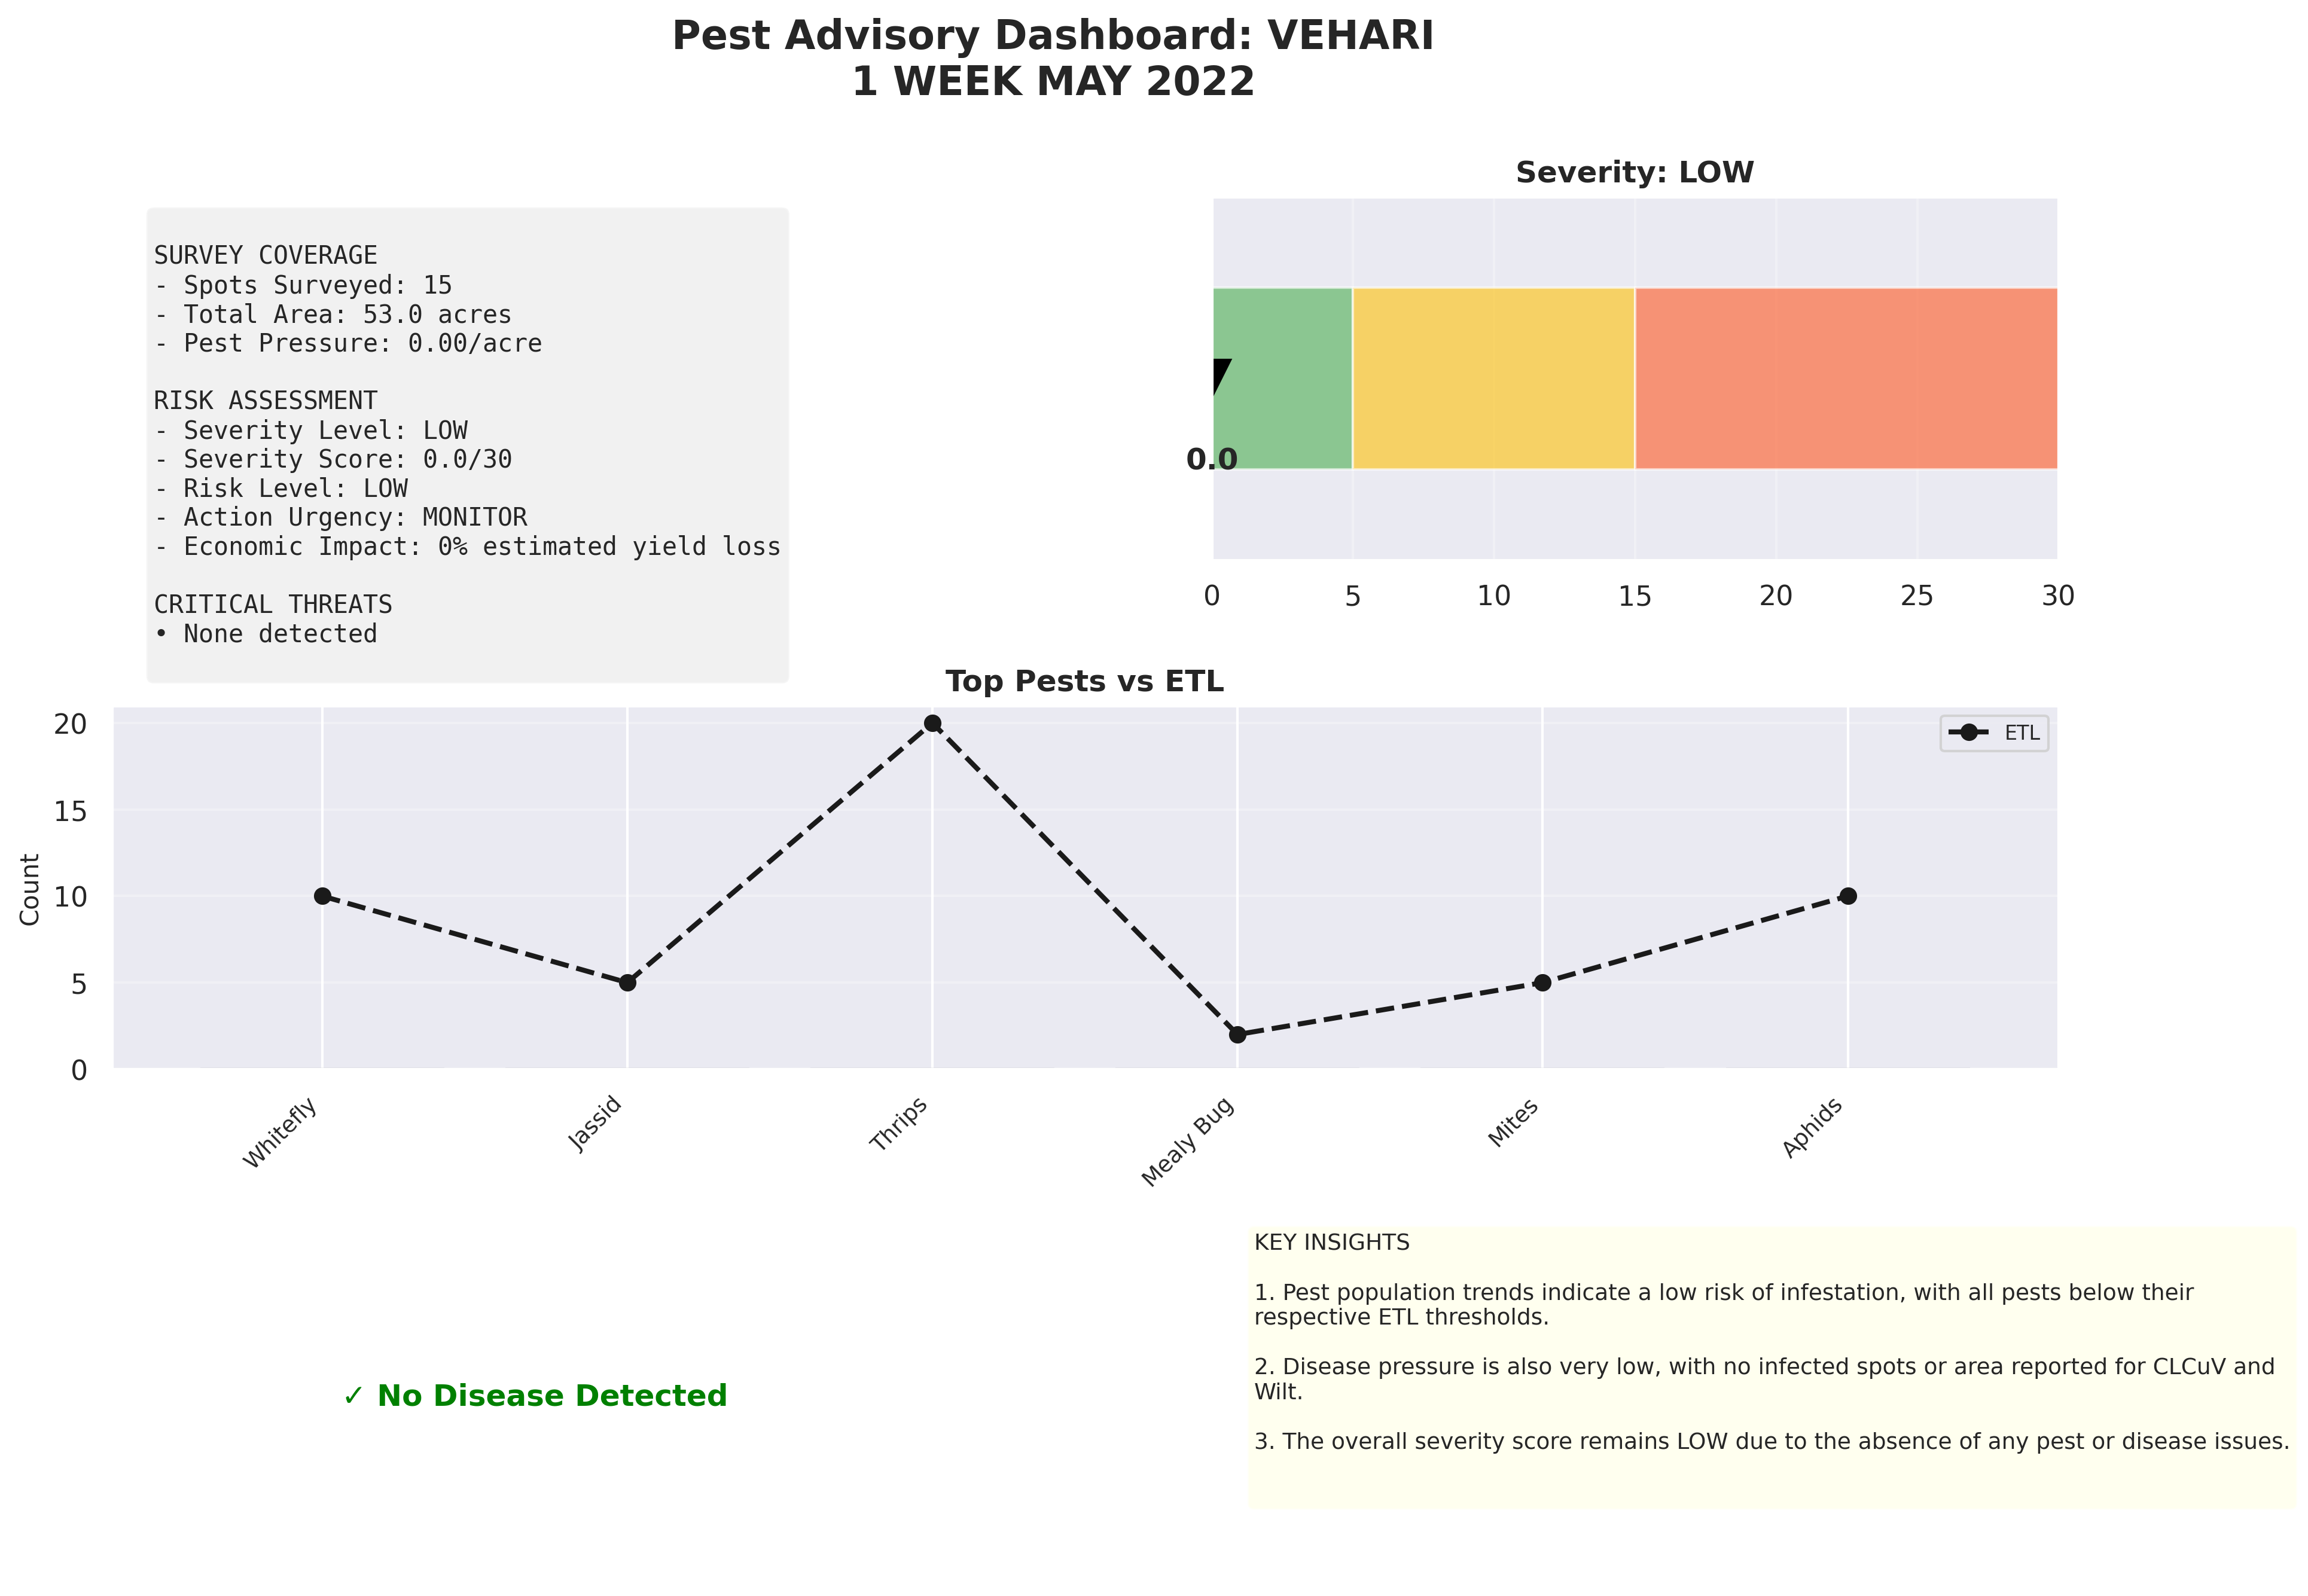 Pest Advisory Dashboard: VEHARI
1 WEEK MAY 2022
SURVEY COVERAGE
- Spots Surveyed: 15
- Total Area: 53.0 acres
- Pest Pressure: 0.00/acre
RISK ASSESSMENT
- Severity Level: LOW
- Severity Score: 0.0/30
- Risk Level: LOW
- Action Urgency: MONITOR
- Economic Impact: 0% estimated yield loss
CRITICAL THREATS
• None detected
Severity: LOW
0.0
0 5 10 15 20 25 30
Top Pests vs ETL
ETL
Count
20
15
10
5
0
Whitefly
Jassid
Thrips
Mealy Bug
Mites
Aphids
✓ No Disease Detected
KEY INSIGHTS
1. Pest population trends indicate a low risk of infestation, with all pests below their
respective ETL thresholds.
2. Disease pressure is also very low, with no infected spots or area reported for CLCuV and
Wilt.
3. The overall severity score remains LOW due to the absence of any pest or disease issues.